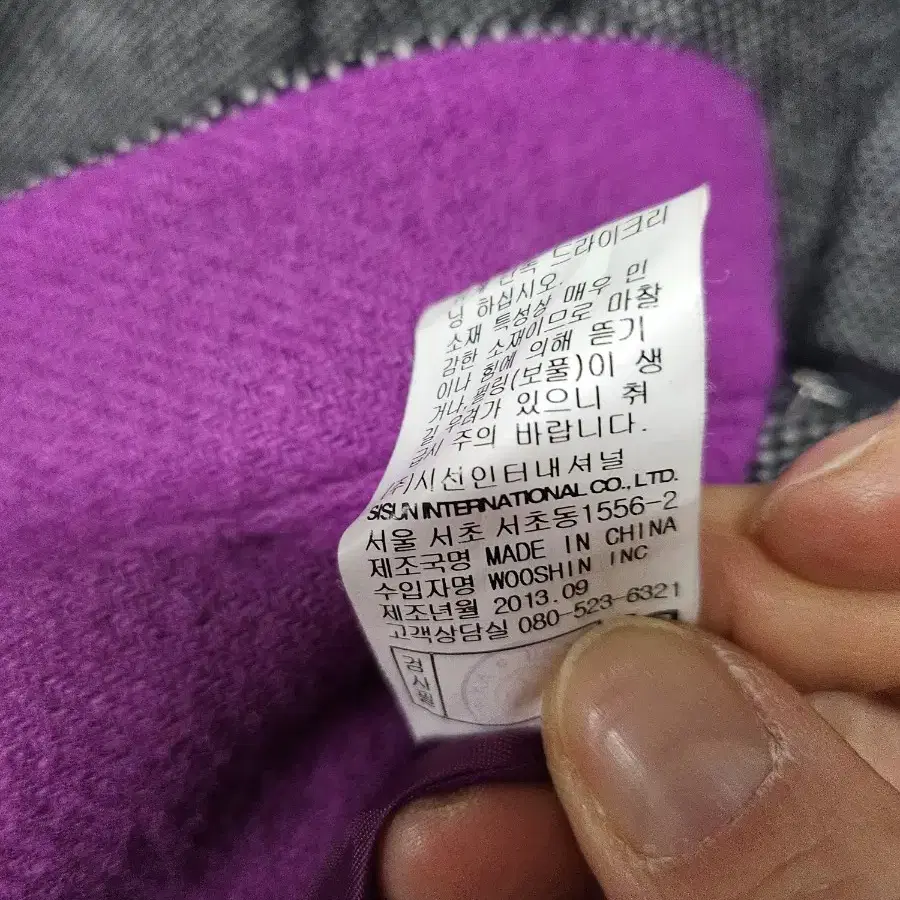 드라이크리
닝 하십시오.
소재 특성상 매우 민
감한 소재이므로 마찰
이나 힘에 의해 뜯기
거나, 필링(보풀)이 생
길 우려가 있으니 취
급시 주의 바랍니다.
시선인터내셔널
SISUN INTERNATIONAL CO., LTD.
서울 서초 서초동1556-2
제조국명 MADE IN CHINA
수입자명 WOOSHIN INC
제조년월 2013.09
고객상담실 080-523-6321
검사필